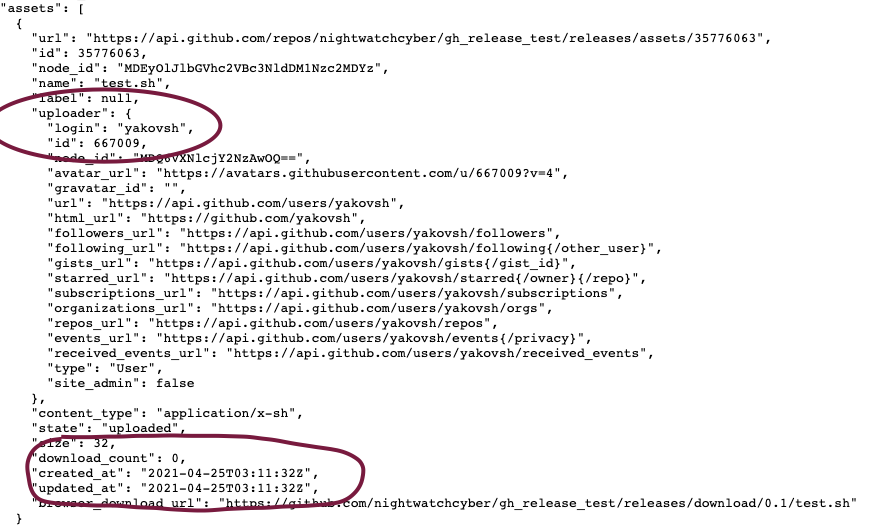 "assets": [
{
"url": "https://api.github.com/repos/nightwatchcyber/gh_release_test/releases/assets/35776063",
"id": 35776063,
"node_id": "MDEyOlJlbGVhc2VBc3NldDM1Nzc2MDYz",
"name": "test.sh",
"label": null,
"uploader": {
"login": "yakovsh",
"id": 667009,
"node_id": "MDQ6VXNlcjY2NzAwOQ==",
"avatar_url": "https://avatars.githubusercontent.com/u/667009?v=4",
"gravatar_id": "",
"url": "https://api.github.com/users/yakovsh",
"html_url": "https://github.com/yakovsh",
"followers_url": "https://api.github.com/users/yakovsh/followers",
"following_url": "https://api.github.com/users/yakovsh/following{/other_user}",
"gists_url": "https://api.github.com/users/yakovsh/gists{/gist_id}",
"starred_url": "https://api.github.com/users/yakovsh/starred{/owner}{/repo}",
"subscriptions_url": "https://api.github.com/users/yakovsh/subscriptions",
"organizations_url": "https://api.github.com/users/yakovsh/orgs",
"repos_url": "https://api.github.com/users/yakovsh/repos",
"events_url": "https://api.github.com/users/yakovsh/events{/privacy}",
"received_events_url": "https://api.github.com/users/yakovsh/received_events",
"type": "User",
"site_admin": false
},
"content_type": "application/x-sh",
"state": "uploaded",
"size": 32,
"download_count": 0,
"created_at": "2021-04-25T03:11:32Z",
"updated_at": "2021-04-25T03:11:32Z",
"browser_download_url": "https://github.com/nightwatchcyber/gh_release_test/releases/download/0.1/test.sh"
}